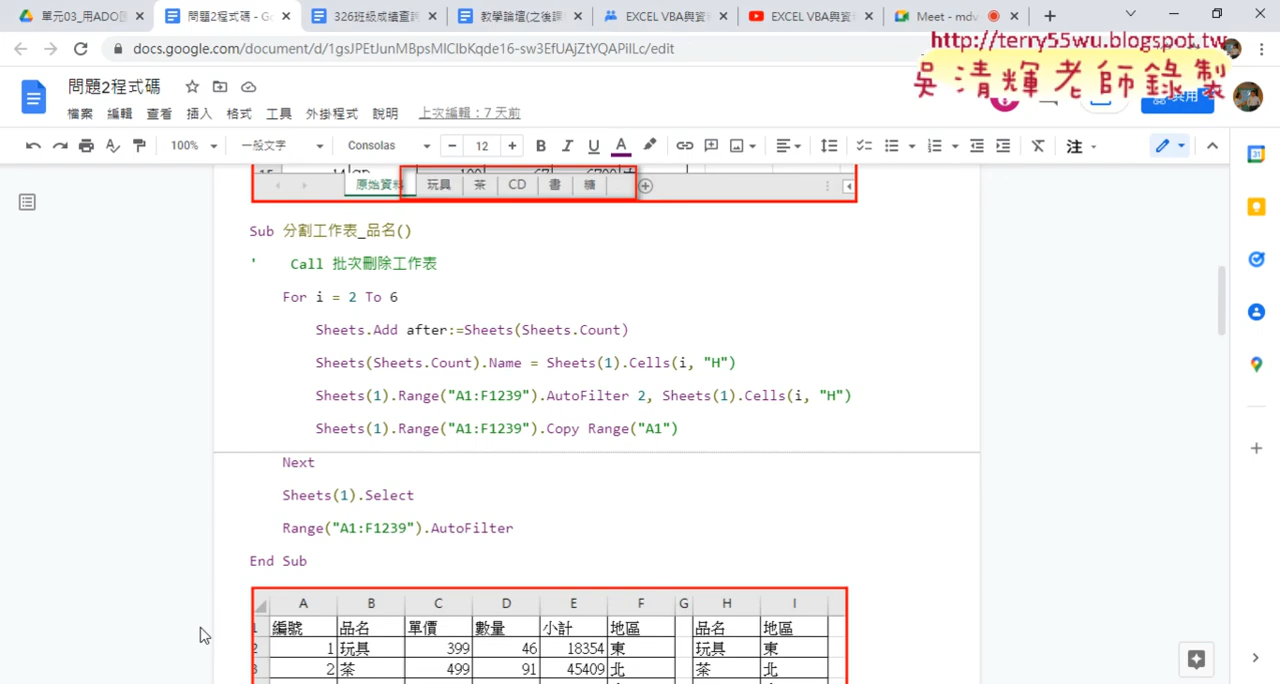 單元03_用ADO
問題2程式碼 - Go
326班級成績查詢
教學論壇(之後課
EXCEL VBA與資
EXCEL VBA與資
Meet - mdv
docs.google.com/document/d/1gsJPEtJunMBpsMIClbKqde16-sw3EfUAjZtYQAPiILc/edit
http://terry55wu.blogspot.tw
吳清輝老師錄製
問題2程式碼
檔案 編輯 查看 插入 格式 工具 外掛程式 說明 上次編輯：7 天前
共用
100% 一般文字 Consolas 12 B I U A 注
原始資料 玩具 茶 CD 書 糖
Sub 分割工作表_品名()
' Call 批次刪除工作表
For i = 2 To 6
Sheets.Add after:=Sheets(Sheets.Count)
Sheets(Sheets.Count).Name = Sheets(1).Cells(i, "H")
Sheets(1).Range("A1:F1239").AutoFilter 2, Sheets(1).Cells(i, "H")
Sheets(1).Range("A1:F1239").Copy Range("A1")
Next
Sheets(1).Select
Range("A1:F1239").AutoFilter
End Sub
A B C D E F G H I
1 編號 品名 單價 數量 小計 地區 品名 地區
2 1 玩具 399 46 18354 東 玩具 東
3 2 茶 499 91 45409 北 茶 北